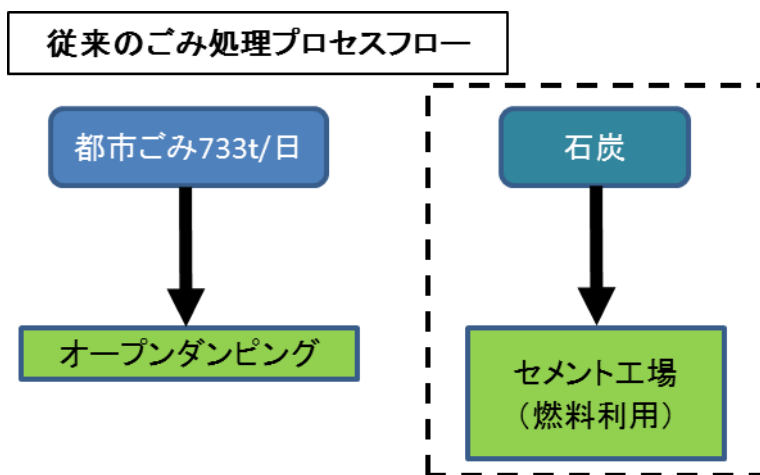 従来のごみ処理プロセスフロー
都市ごみ733t/日
石炭
オープンダンピング
セメント工場
（燃料利用）